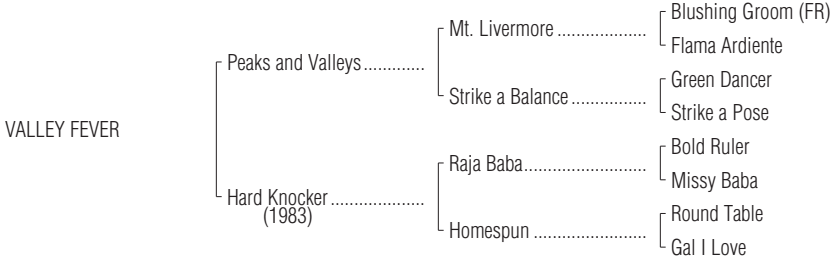 Blushing Groom (FR)
Mt. Livermore ....................
Flama Ardiente
Peaks and Valleys .............
Green Dancer
Strike a Balance .................
Strike a Pose
VALLEY FEVER
Bold Ruler
Raja Baba ...........................
Missy Baba
Hard Knocker .....................
(1983)
Round Table
Homespun .........................
Gal I Love